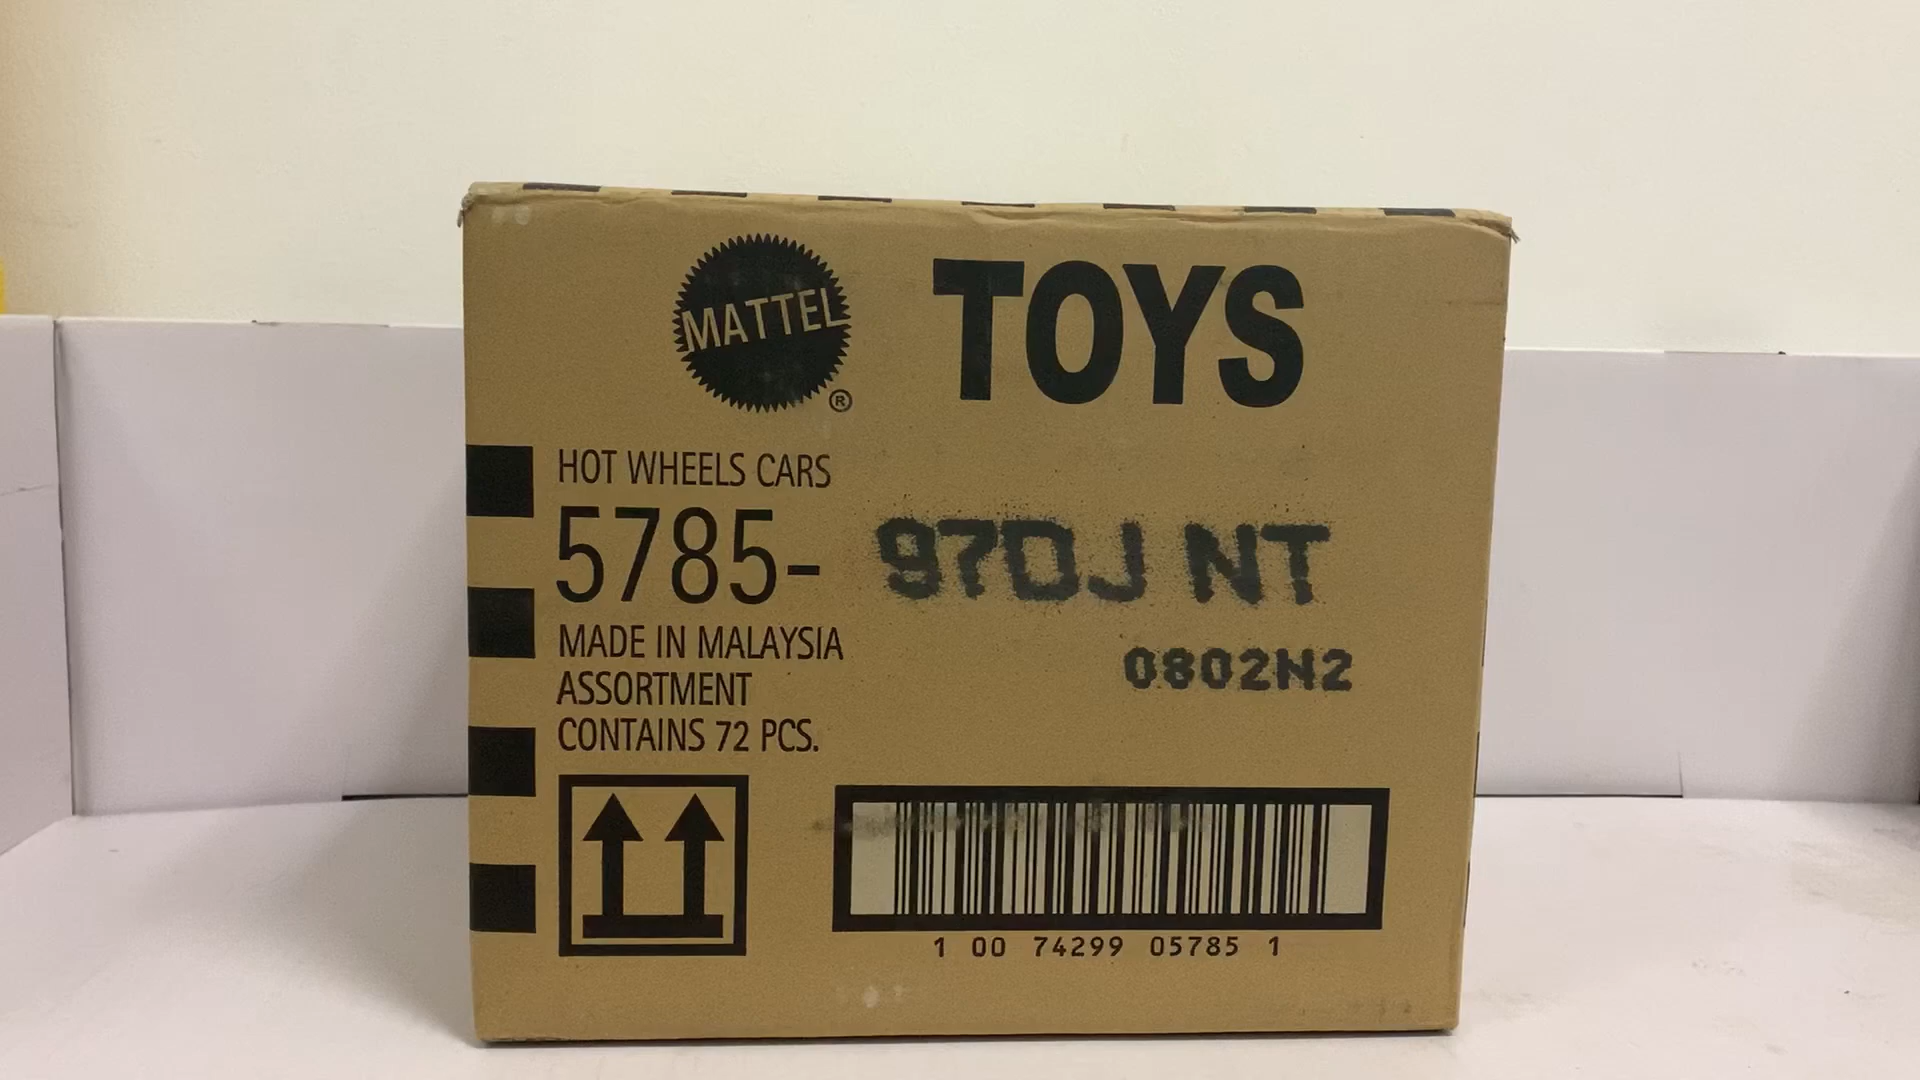 MATTEL ® TOYS
HOT WHEELS CARS
5785- 97DJ NT
MADE IN MALAYSIA
0802N2
ASSORTMENT
CONTAINS 72 PCS.
1 00 74299 05785 1